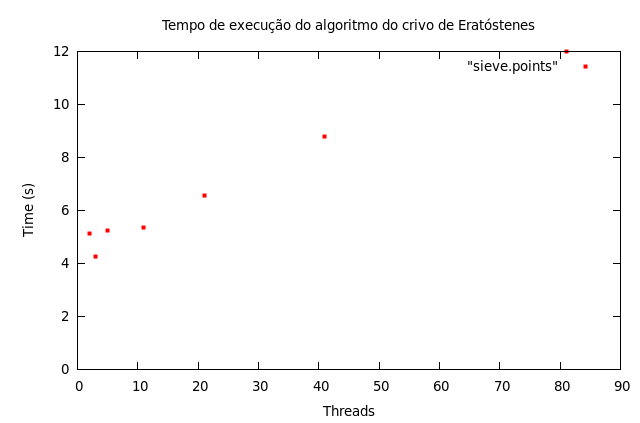 Tempo de execução do algoritmo do crivo de Eratóstenes
12
"sieve.points"
10
8
6
Time (s)
4
2
0
0 10 20 30 40 50 60 70 80 90
Threads